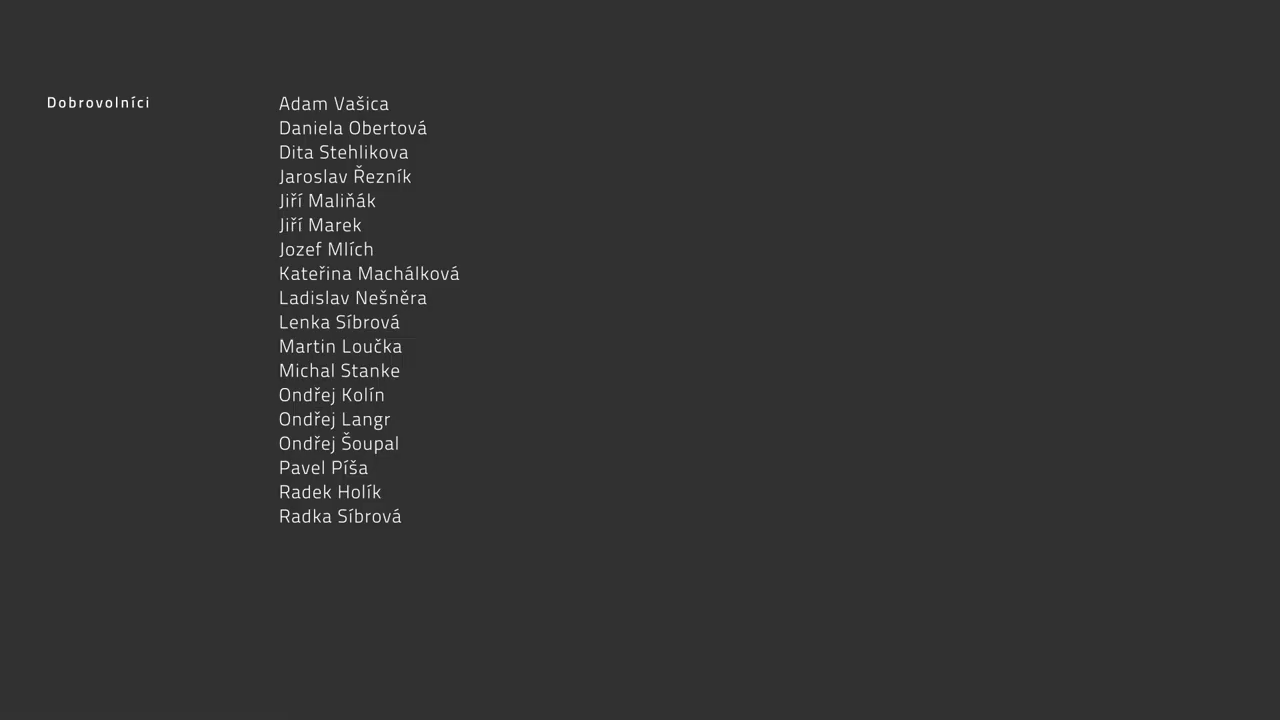 Dobrovolníci
Adam Vašica
Daniela Obertová
Dita Stehlikova
Jaroslav Řezník
Jiří Maliňák
Jiří Marek
Jozef Mlích
Kateřina Machálková
Ladislav Nešněra
Lenka Síbrová
Martin Loučka
Michal Stanke
Ondřej Kolín
Ondřej Langr
Ondřej Šoupal
Pavel Píša
Radek Holík
Radka Síbrová